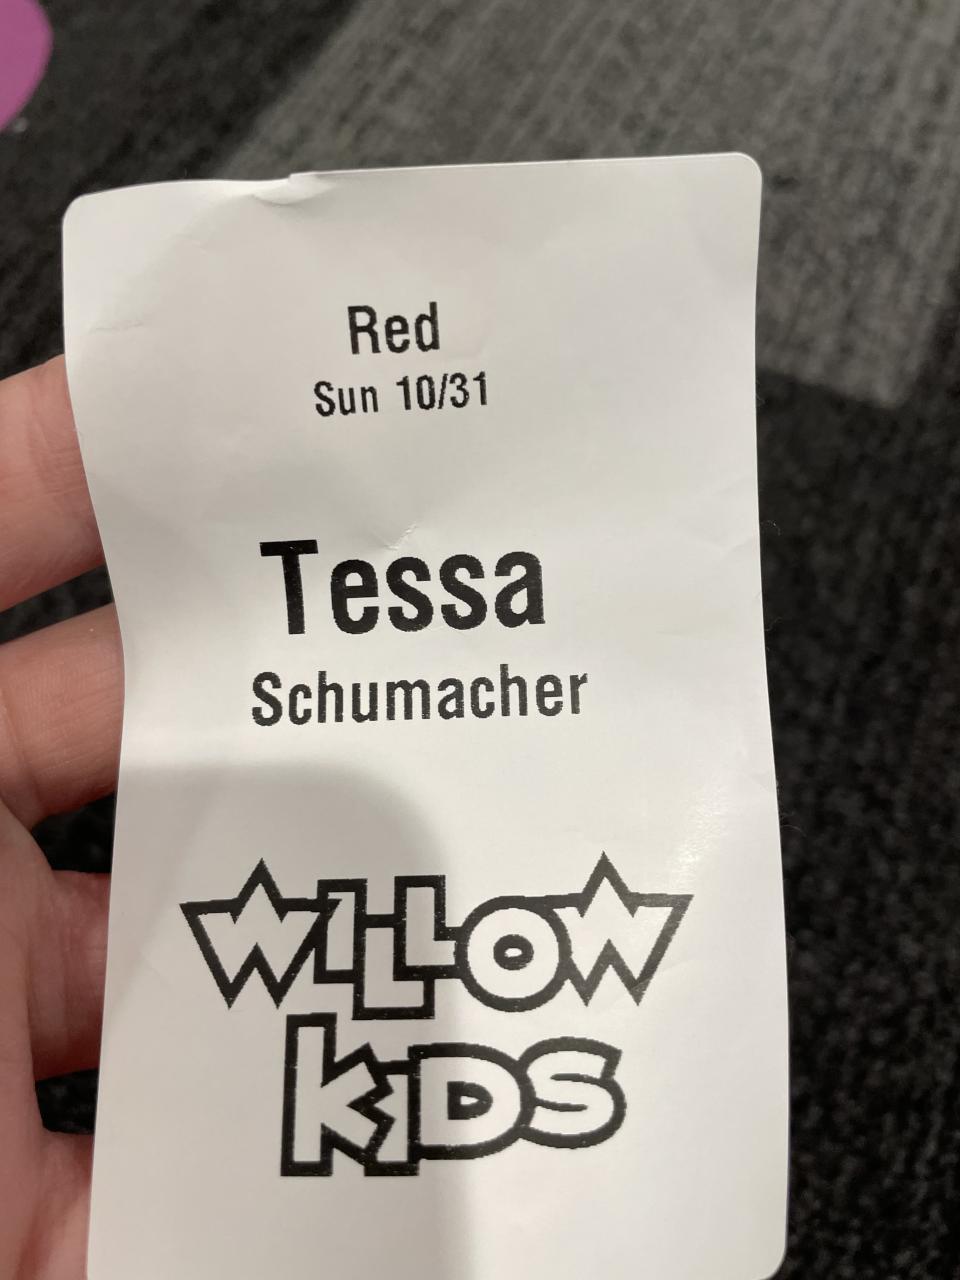 Red
Sun 10/31
Tessa
Schumacher
WILLOW
KiDS